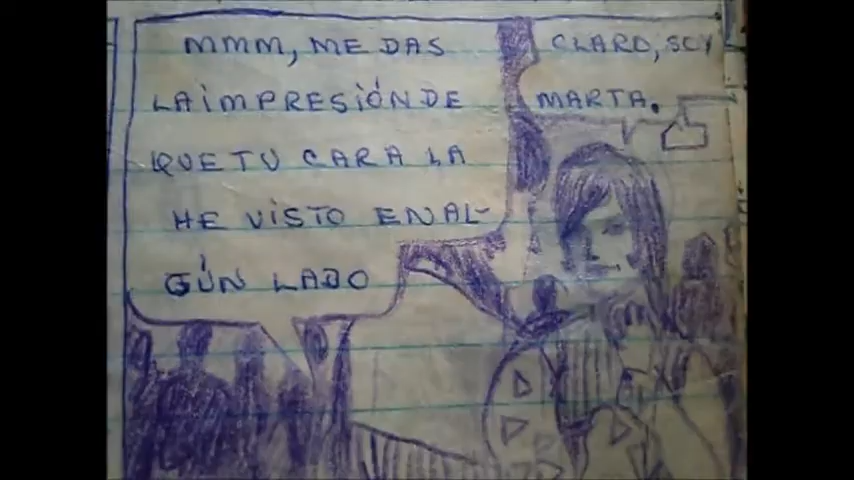 MMM, ME DAS
LA IMPRESIÓN DE
QUE TU CARA LA
HE VISTO EN AL-
GÚN LADO
CLARO, SOY
MARTA.